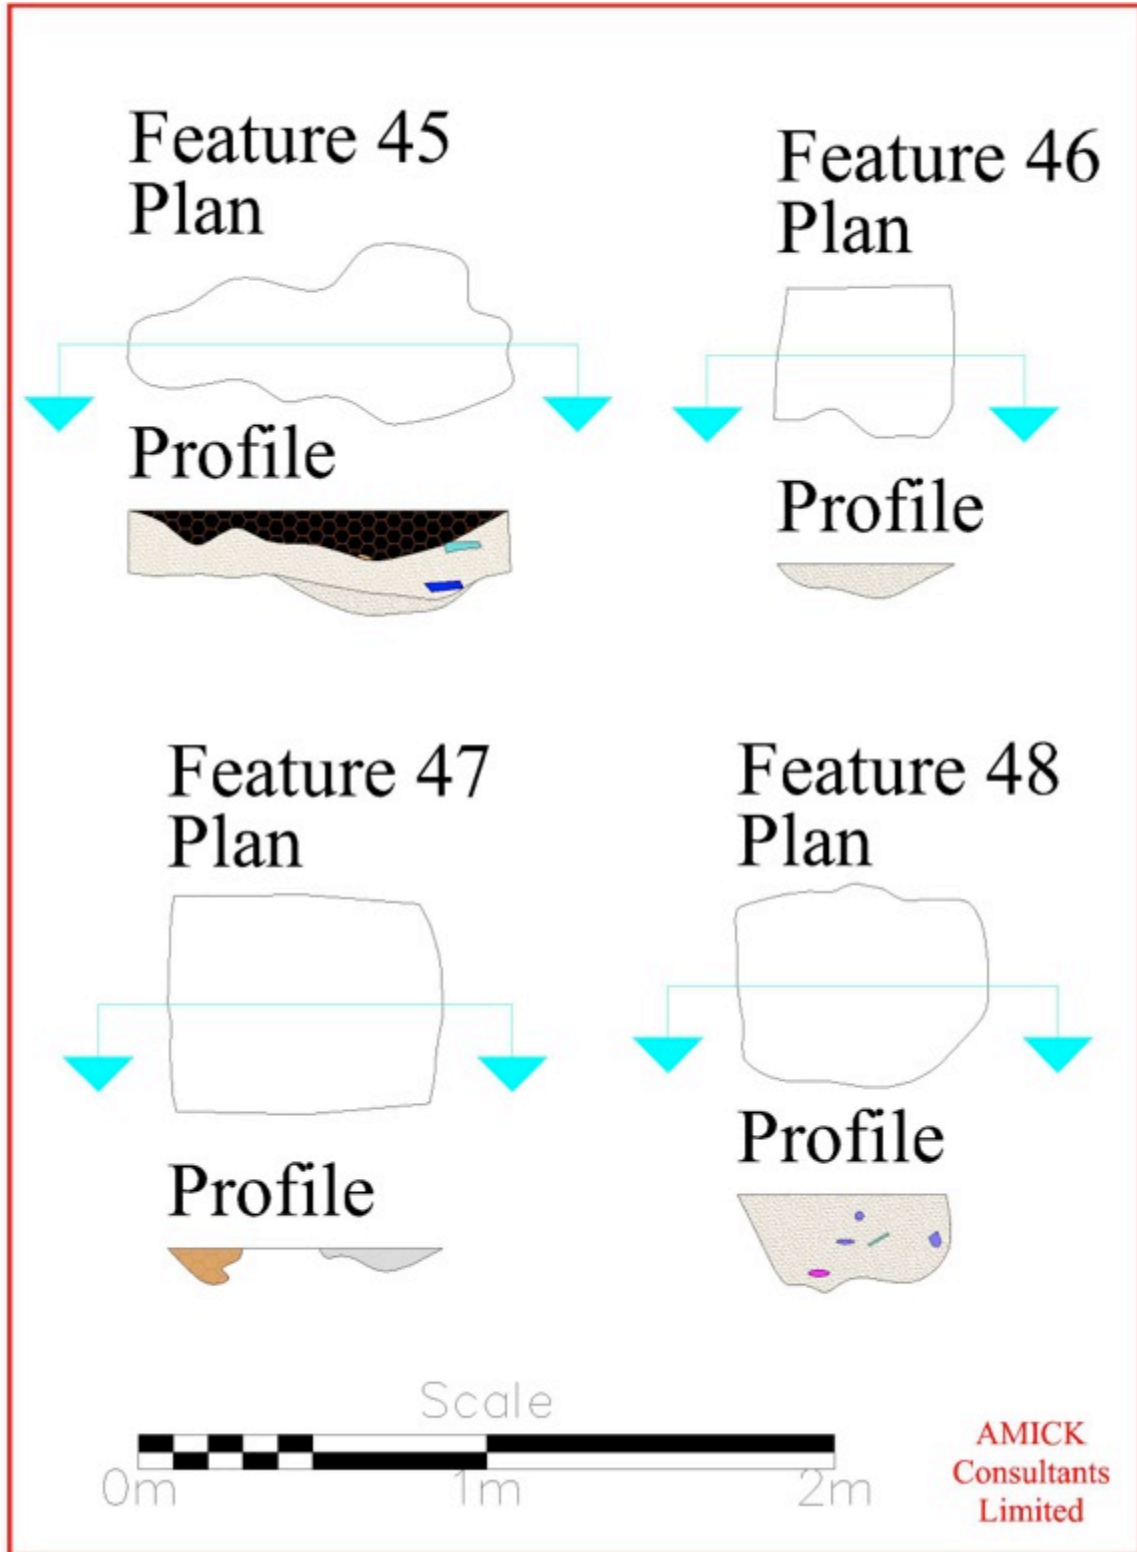 Feature 45
Plan
Profile
Feature 46
Plan
Profile
Feature 47
Plan
Profile
Feature 48
Plan
Profile
Scale
0m 1m 2m
AMICK
Consultants
Limited